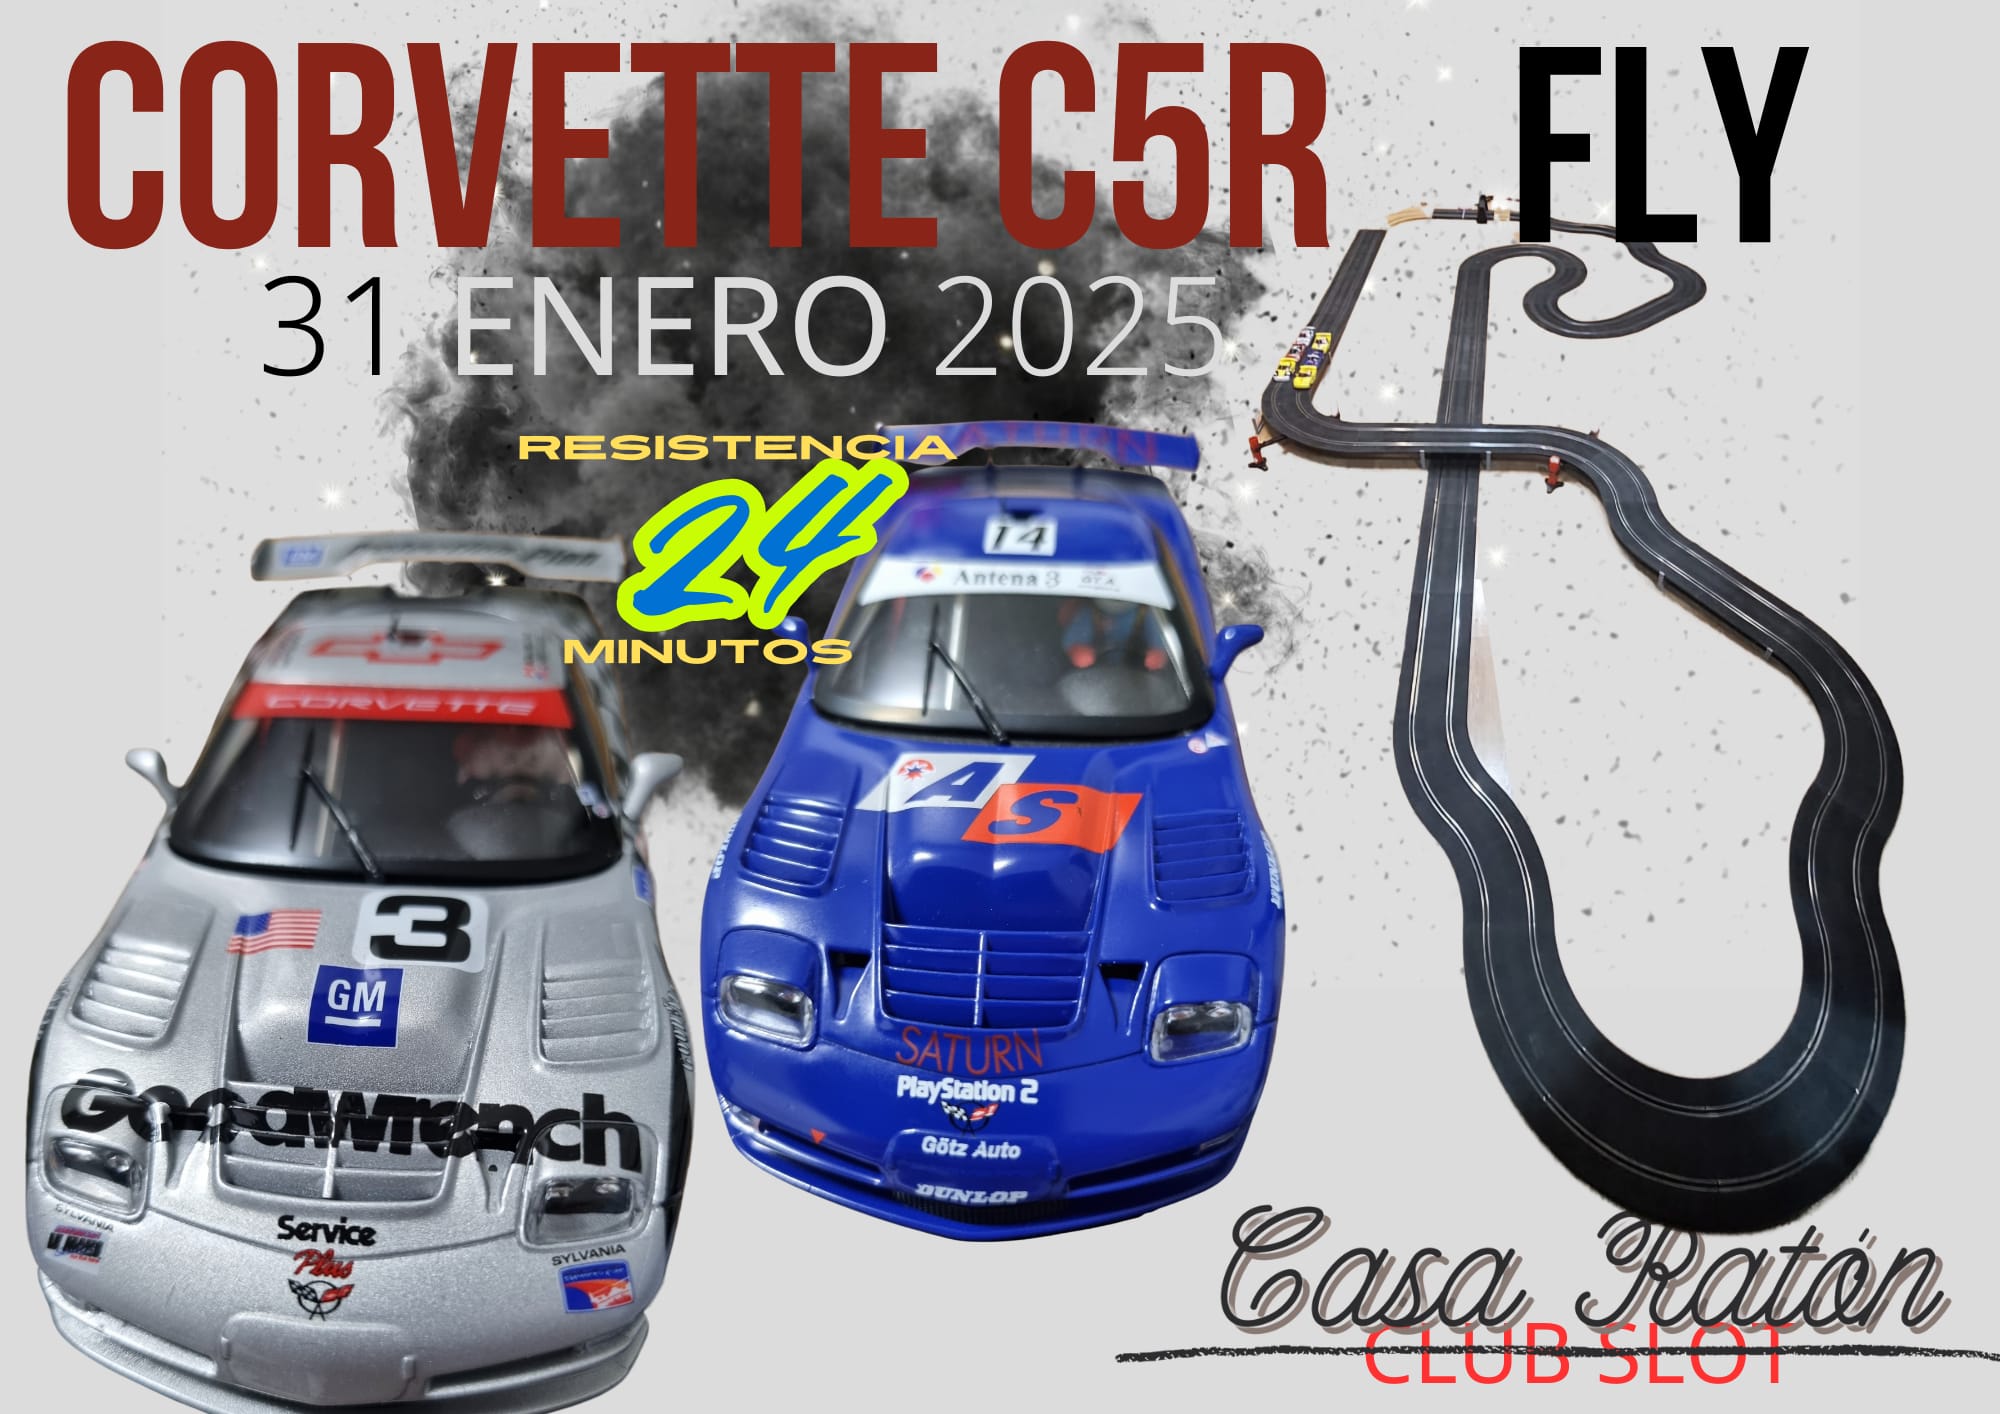 CORVETTE C5R FLY
31 ENERO 2025
RESISTENCIA
24
MINUTOS
SATURN
14
Antena 3
CORVETTE
A S
3
GM
Goodwrench
SATURN
PlayStation 2
Götz Auto
DUNLOP
SYLVANIA
Service
Plus
SYLVANIA
Casa Ratón
CLUB SLOT